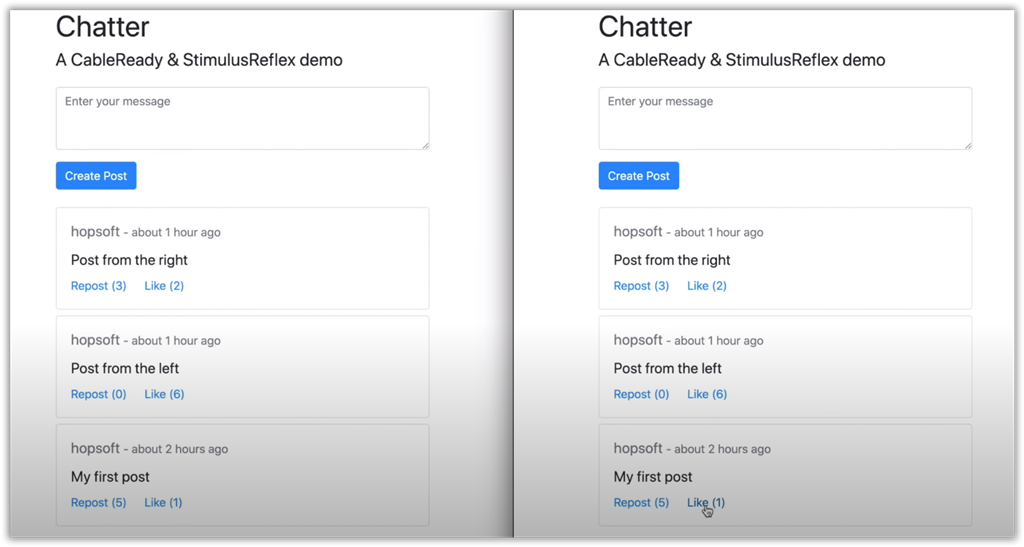 Chatter
A CableReady & StimulusReflex demo
Enter your message
Create Post
hopsoft - about 1 hour ago
Post from the right
Repost (3) Like (2)
hopsoft - about 1 hour ago
Post from the left
Repost (0) Like (6)
hopsoft - about 2 hours ago
My first post
Repost (5) Like (1)
Chatter
A CableReady & StimulusReflex demo
Enter your message
Create Post
hopsoft - about 1 hour ago
Post from the right
Repost (3) Like (2)
hopsoft - about 1 hour ago
Post from the left
Repost (0) Like (6)
hopsoft - about 2 hours ago
My first post
Repost (5) Like (1)